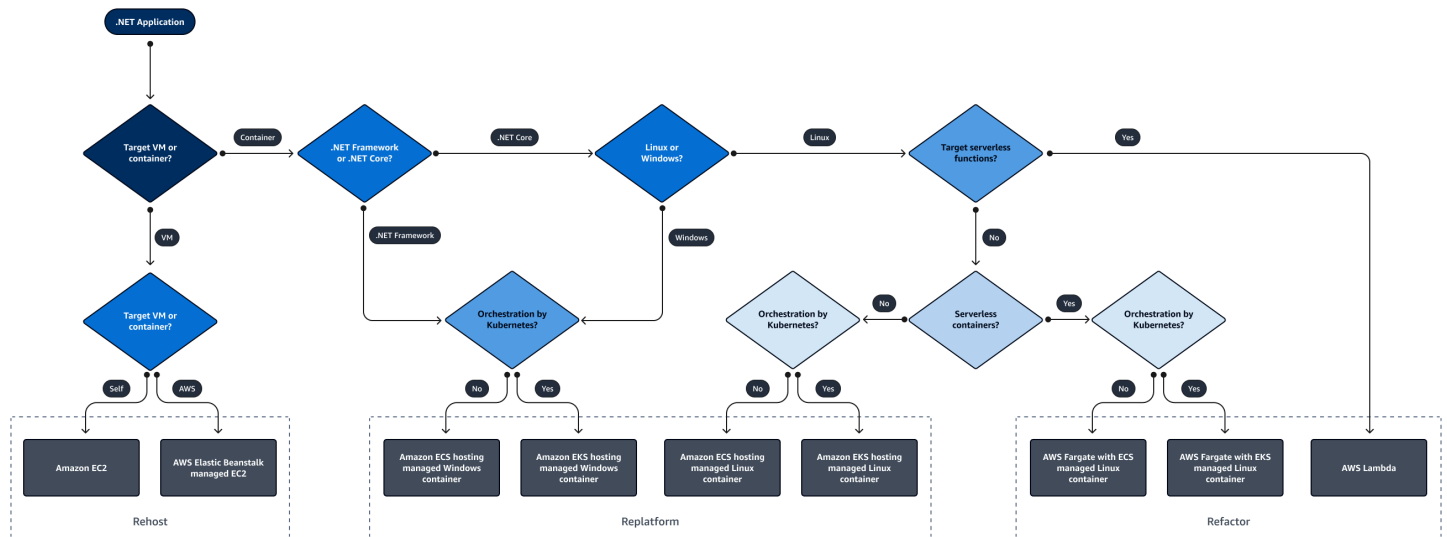 .NET Application
Target VM or
container?
Container
.NET Framework
or .NET Core?
.NET Core
Linux or
Windows?
Linux
Target serverless
functions?
Yes
VM
.NET Framework
Windows
No
Target VM or
container?
Orchestration by
Kubernetes?
Orchestration by
Kubernetes?
No
Serverless
containers?
Yes
Orchestration by
Kubernetes?
Self
AWS
No
Yes
No
Yes
No
Yes
Amazon EC2
AWS Elastic Beanstalk
managed EC2
Amazon ECS hosting
managed Windows
container
Amazon EKS hosting
managed Windows
container
Amazon ECS hosting
managed Linux
container
Amazon EKS hosting
managed Linux
container
AWS Fargate with ECS
managed Linux
container
AWS Fargate with EKS
managed Linux
container
AWS Lambda
Rehost
Replatform
Refactor